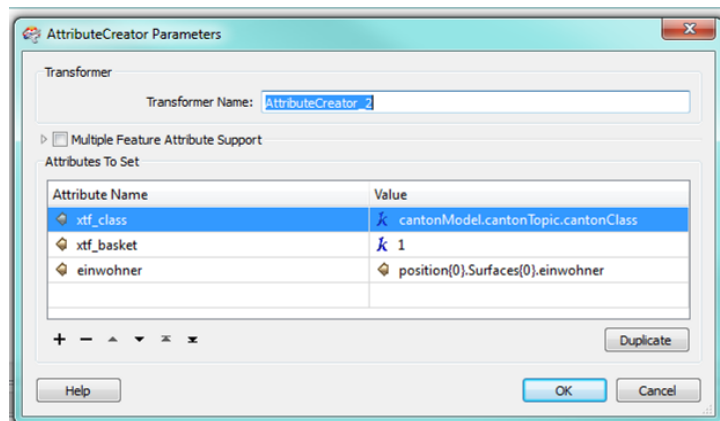 AttributeCreator Parameters
Transformer
Transformer Name: AttributeCreator_2
Multiple Feature Attribute Support
Attributes To Set
Attribute Name Value
xtf_class k cantonModel.cantonTopic.cantonClass
xtf_basket k 1
einwohner position{0}.Surfaces{0}.einwohner
Duplicate
Help OK Cancel